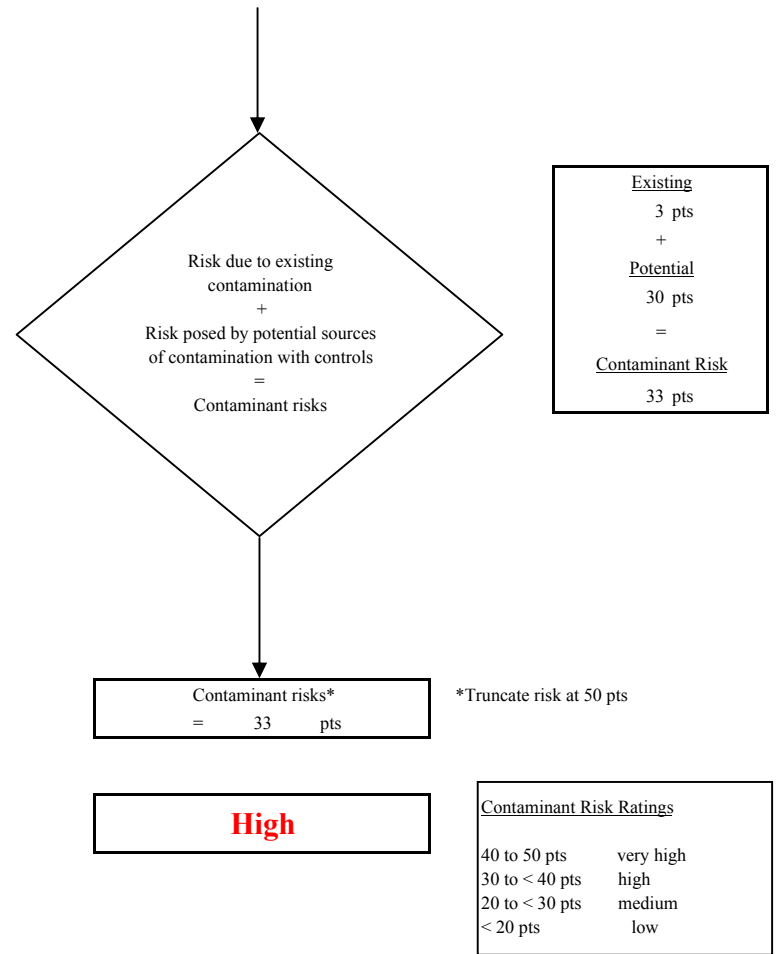 Risk due to existing
contamination
+
Risk posed by potential sources
of contamination with controls
=
Contaminant risks
Existing
3 pts
+
Potential
30 pts
=
Contaminant Risk
33 pts
Contaminant risks*
= 33 pts
*Truncate risk at 50 pts
High
Contaminant Risk Ratings
40 to 50 pts very high
30 to < 40 pts high
20 to < 30 pts medium
< 20 pts low